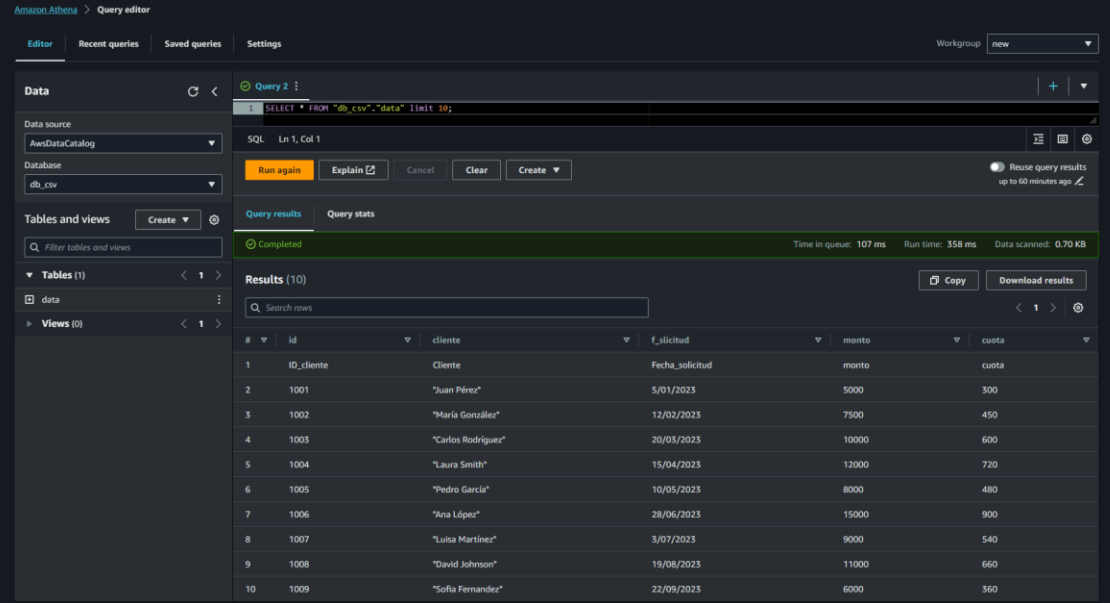 Amazon Athena > Query editor
Editor Recent queries Saved queries Settings Workgroup new
Data
Data source
AwsDataCatalog
Database
db_csv
Tables and views Create
Filter tables and views
Tables (1) < 1 >
data
Views (0) < 1 >
Query 2
1 SELECT * FROM "db_csv"."data" limit 10;
SQL Ln 1, Col 1
Run again Explain Cancel Clear Create Reuse query results
up to 60 minutes ago
Query results Query stats
Completed Time in queue: 107 ms Run time: 358 ms Data scanned: 0.70 KB
Results (10) Copy Download results
Search rows < 1 >
# id cliente f_slicitud monto cuota
1 ID_cliente Cliente Fecha_solicitud monto cuota
2 1001 "Juan Pérez" 5/01/2023 5000 300
3 1002 "María González" 12/02/2023 7500 450
4 1003 "Carlos Rodríguez" 20/03/2023 10000 600
5 1004 "Laura Smith" 15/04/2023 12000 720
6 1005 "Pedro García" 10/05/2023 8000 480
7 1006 "Ana López" 28/06/2023 15000 900
8 1007 "Luisa Martínez" 3/07/2023 9000 540
9 1008 "David Johnson" 19/08/2023 11000 660
10 1009 "Sofía Fernandez" 22/09/2023 6000 360